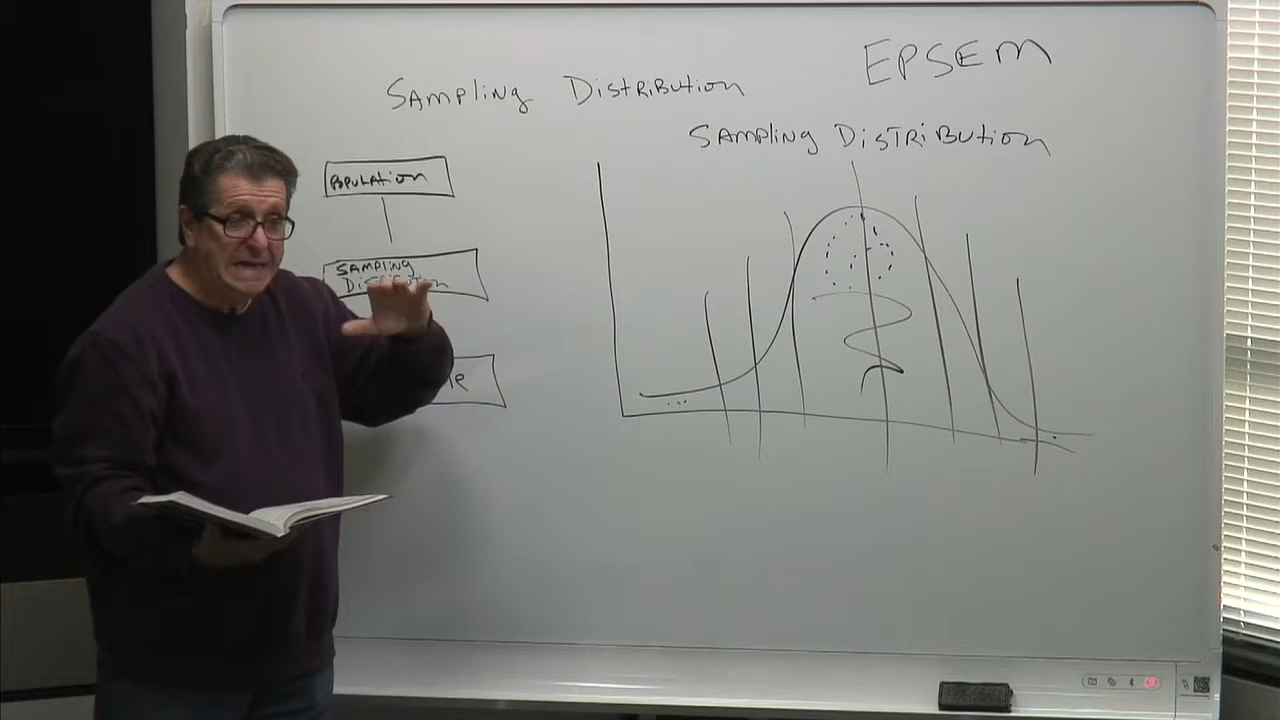 EPSEM
SAMPLING DISTRIBUTION
SAMPLING DISTRIBUTION
POPULATION
SAMPLING